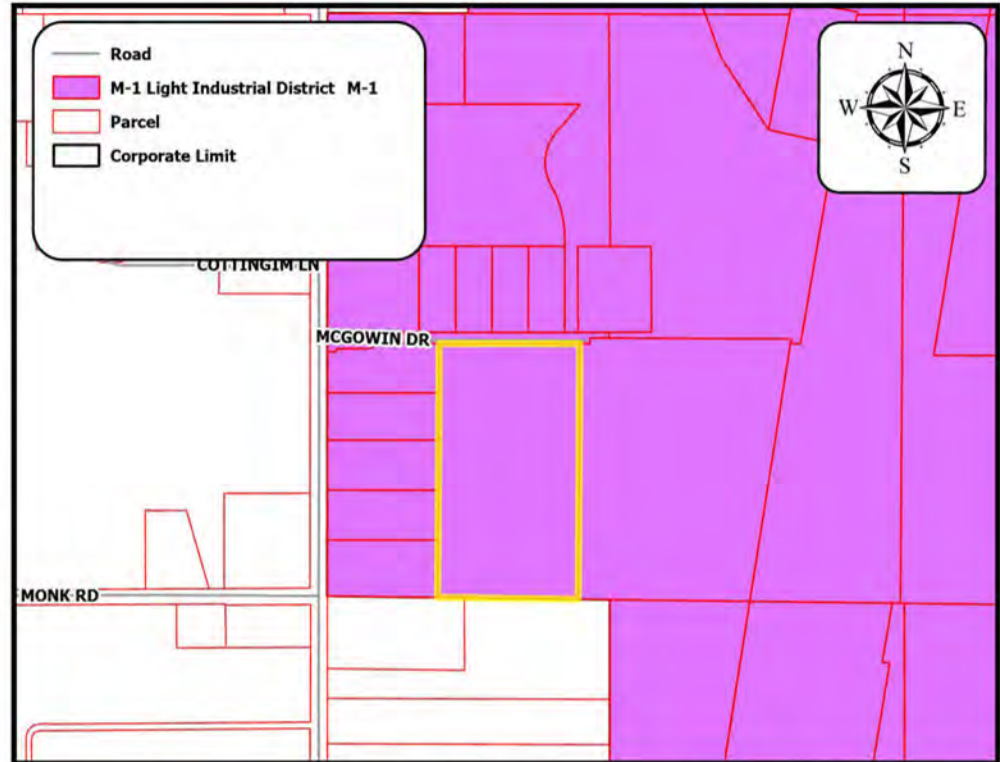 Road
M-1 Light Industrial District M-1
Parcel
Corporate Limit
N
W E
S
COTTINGIM LN
MCGOWIN DR
MONK RD